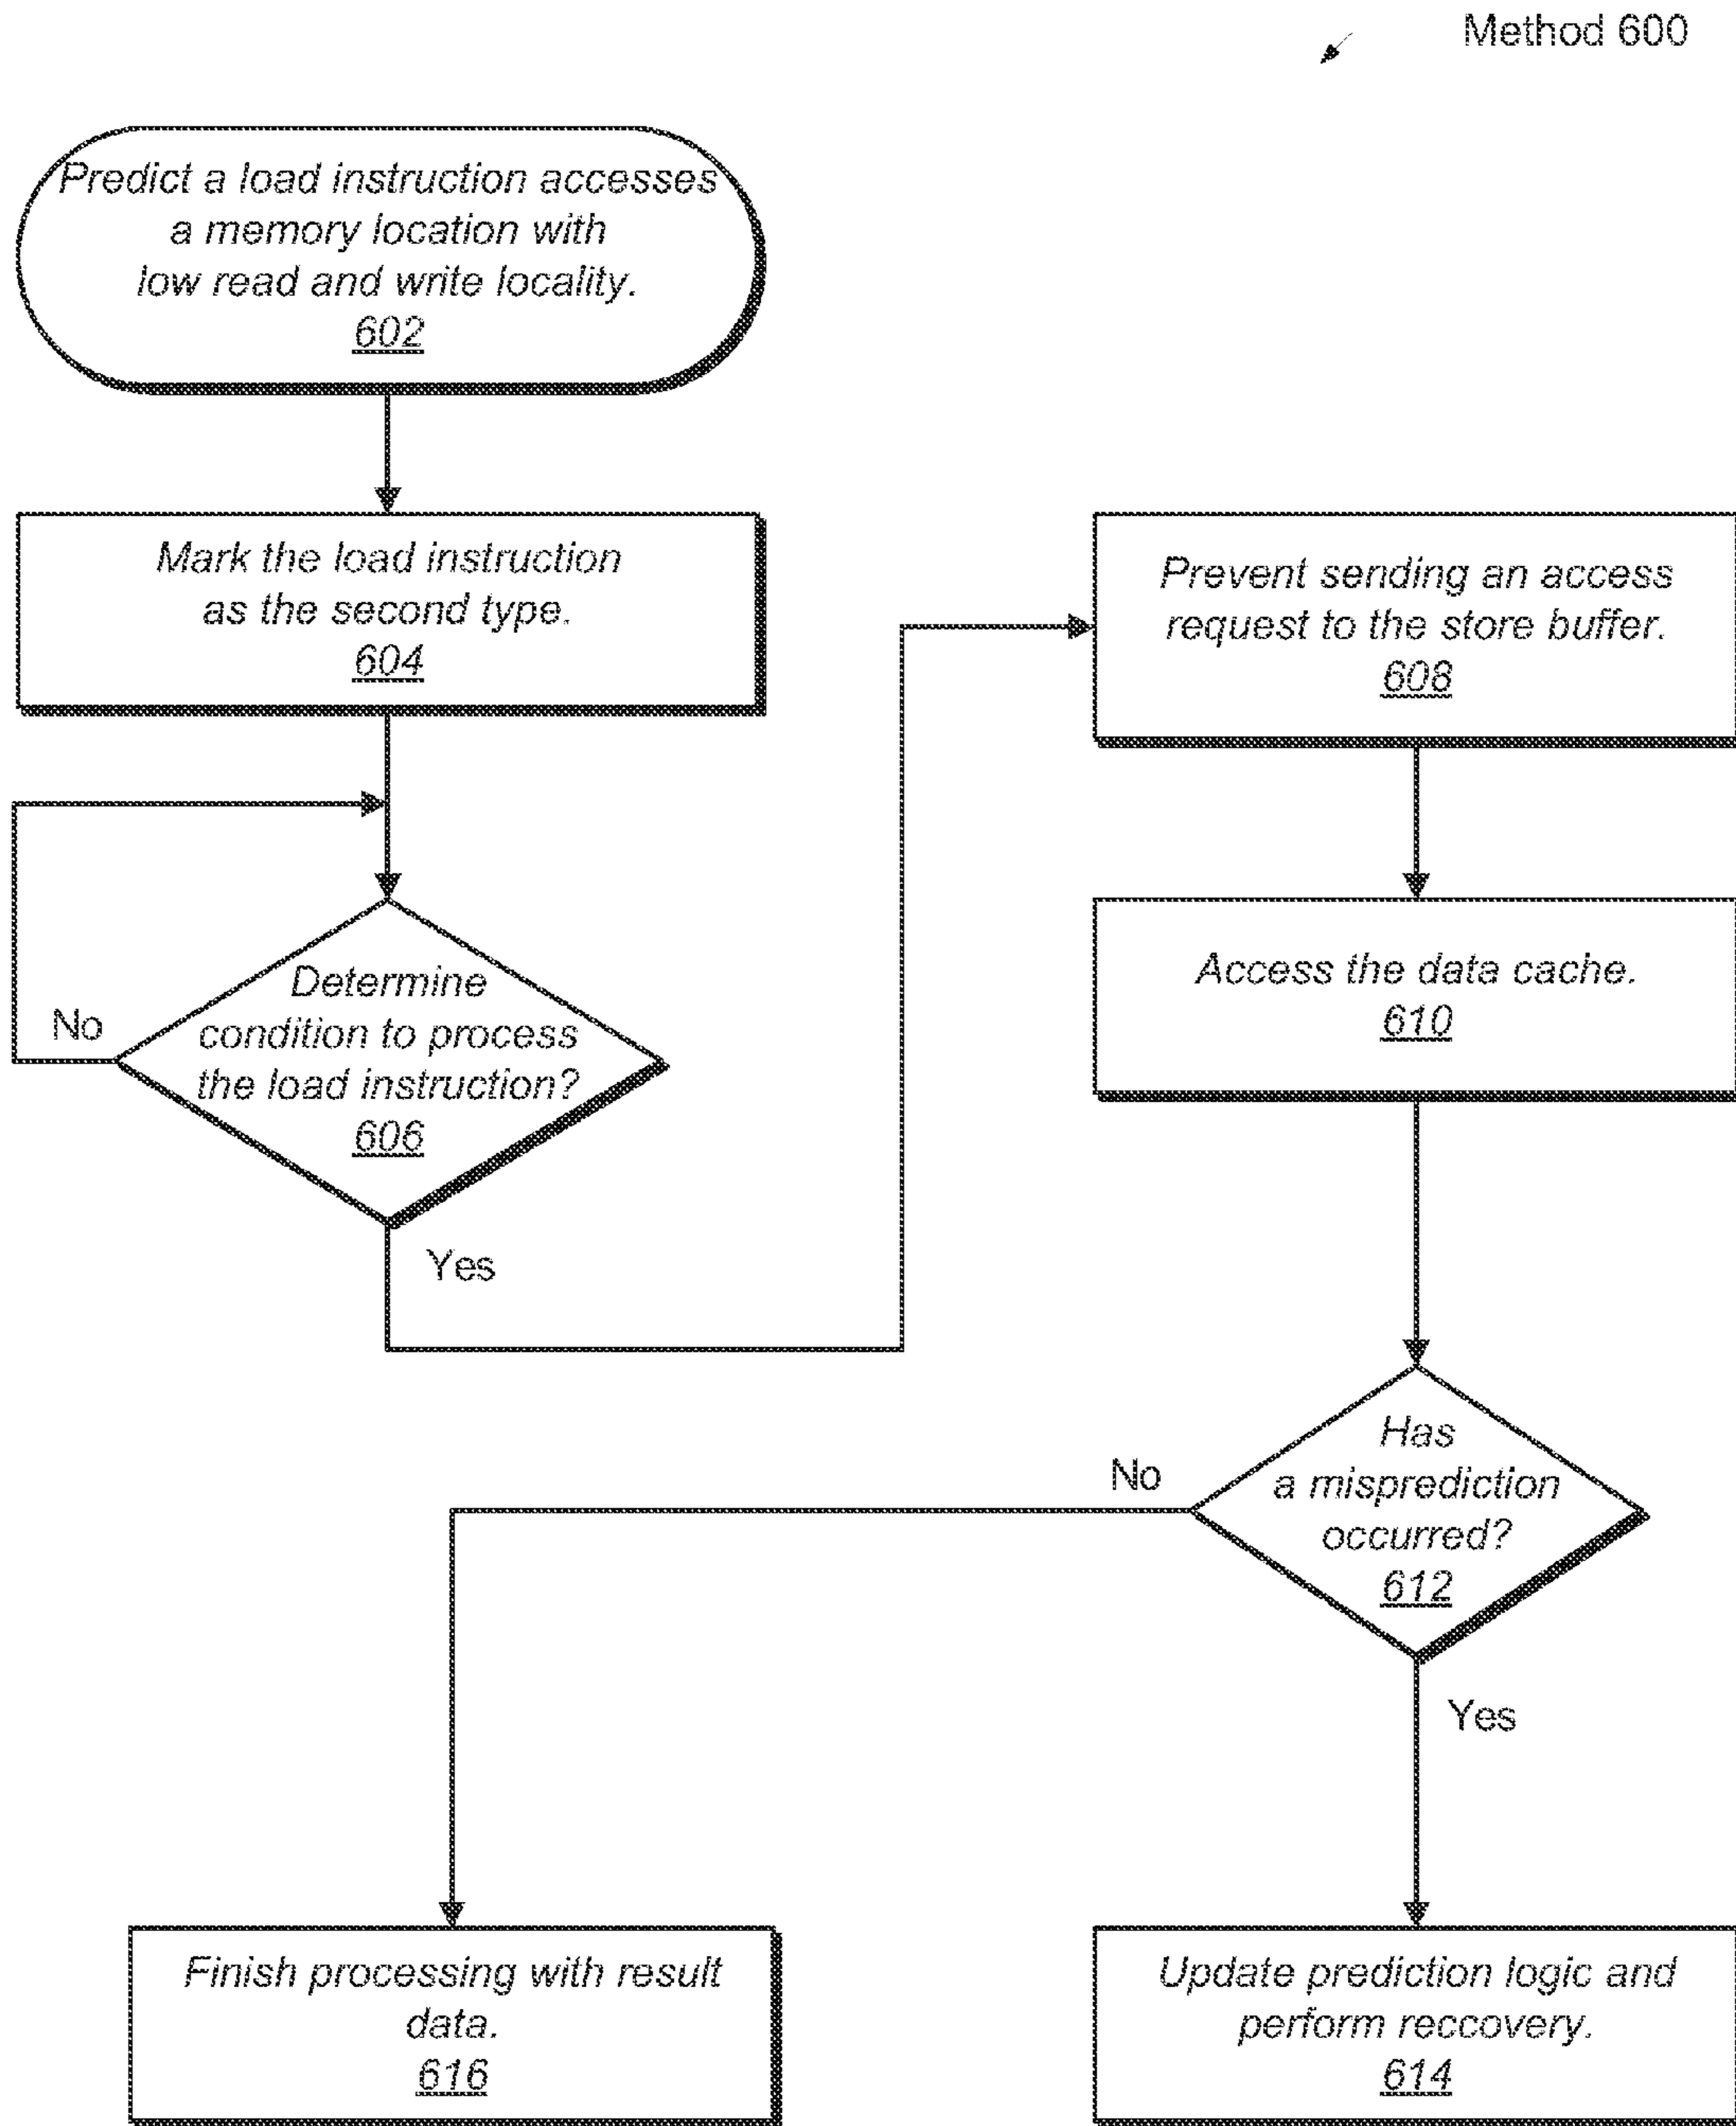 Method 600
Predict a load instruction accesses
a memory location with
low read and write locality.
602
Mark the load instruction
as the second type.
604
Determine
condition to process
the load instruction?
606
No
Yes
Prevent sending an access
request to the store buffer.
608
Access the data cache.
610
Has
a misprediction
occurred?
612
No
Yes
Finish processing with result
data.
616
Update prediction logic and
perform reccovery.
614